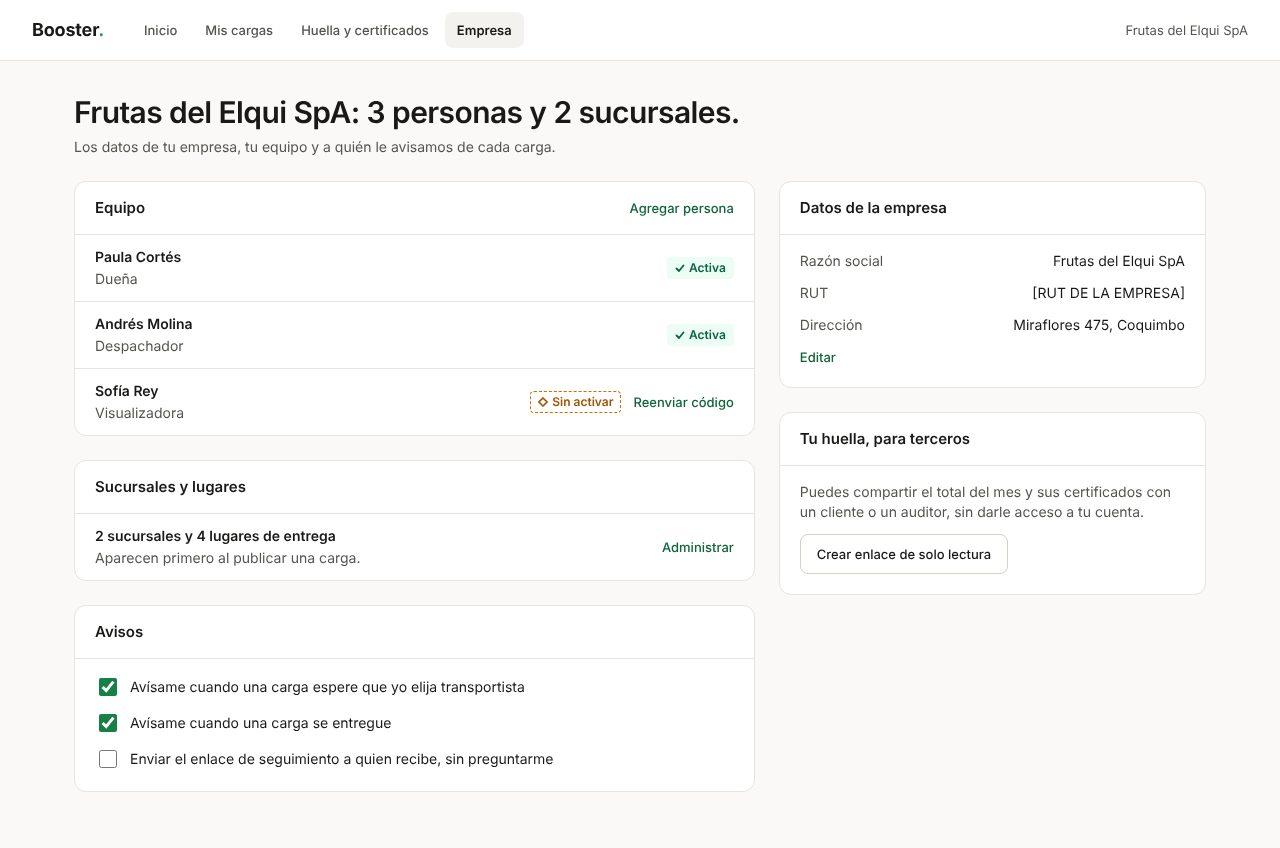 Booster.
Inicio
Mis cargas
Huella y certificados
Empresa
Frutas del Elqui SpA
Frutas del Elqui SpA: 3 personas y 2 sucursales.
Los datos de tu empresa, tu equipo y a quién le avisamos de cada carga.
Equipo
Agregar persona
Paula Cortés
Dueña
Activa
Andrés Molina
Despachador
Activa
Sofía Rey
Visualizadora
Sin activar
Reenviar código
Sucursales y lugares
2 sucursales y 4 lugares de entrega
Aparecen primero al publicar una carga.
Administrar
Avisos
Avísame cuando una carga espere que yo elija transportista
Avísame cuando una carga se entregue
Enviar el enlace de seguimiento a quien recibe, sin preguntarme
Datos de la empresa
Razón social
Frutas del Elqui SpA
RUT
[RUT DE LA EMPRESA]
Dirección
Miraflores 475, Coquimbo
Editar
Tu huella, para terceros
Puedes compartir el total del mes y sus certificados con
un cliente o un auditor, sin darle acceso a tu cuenta.
Crear enlace de solo lectura